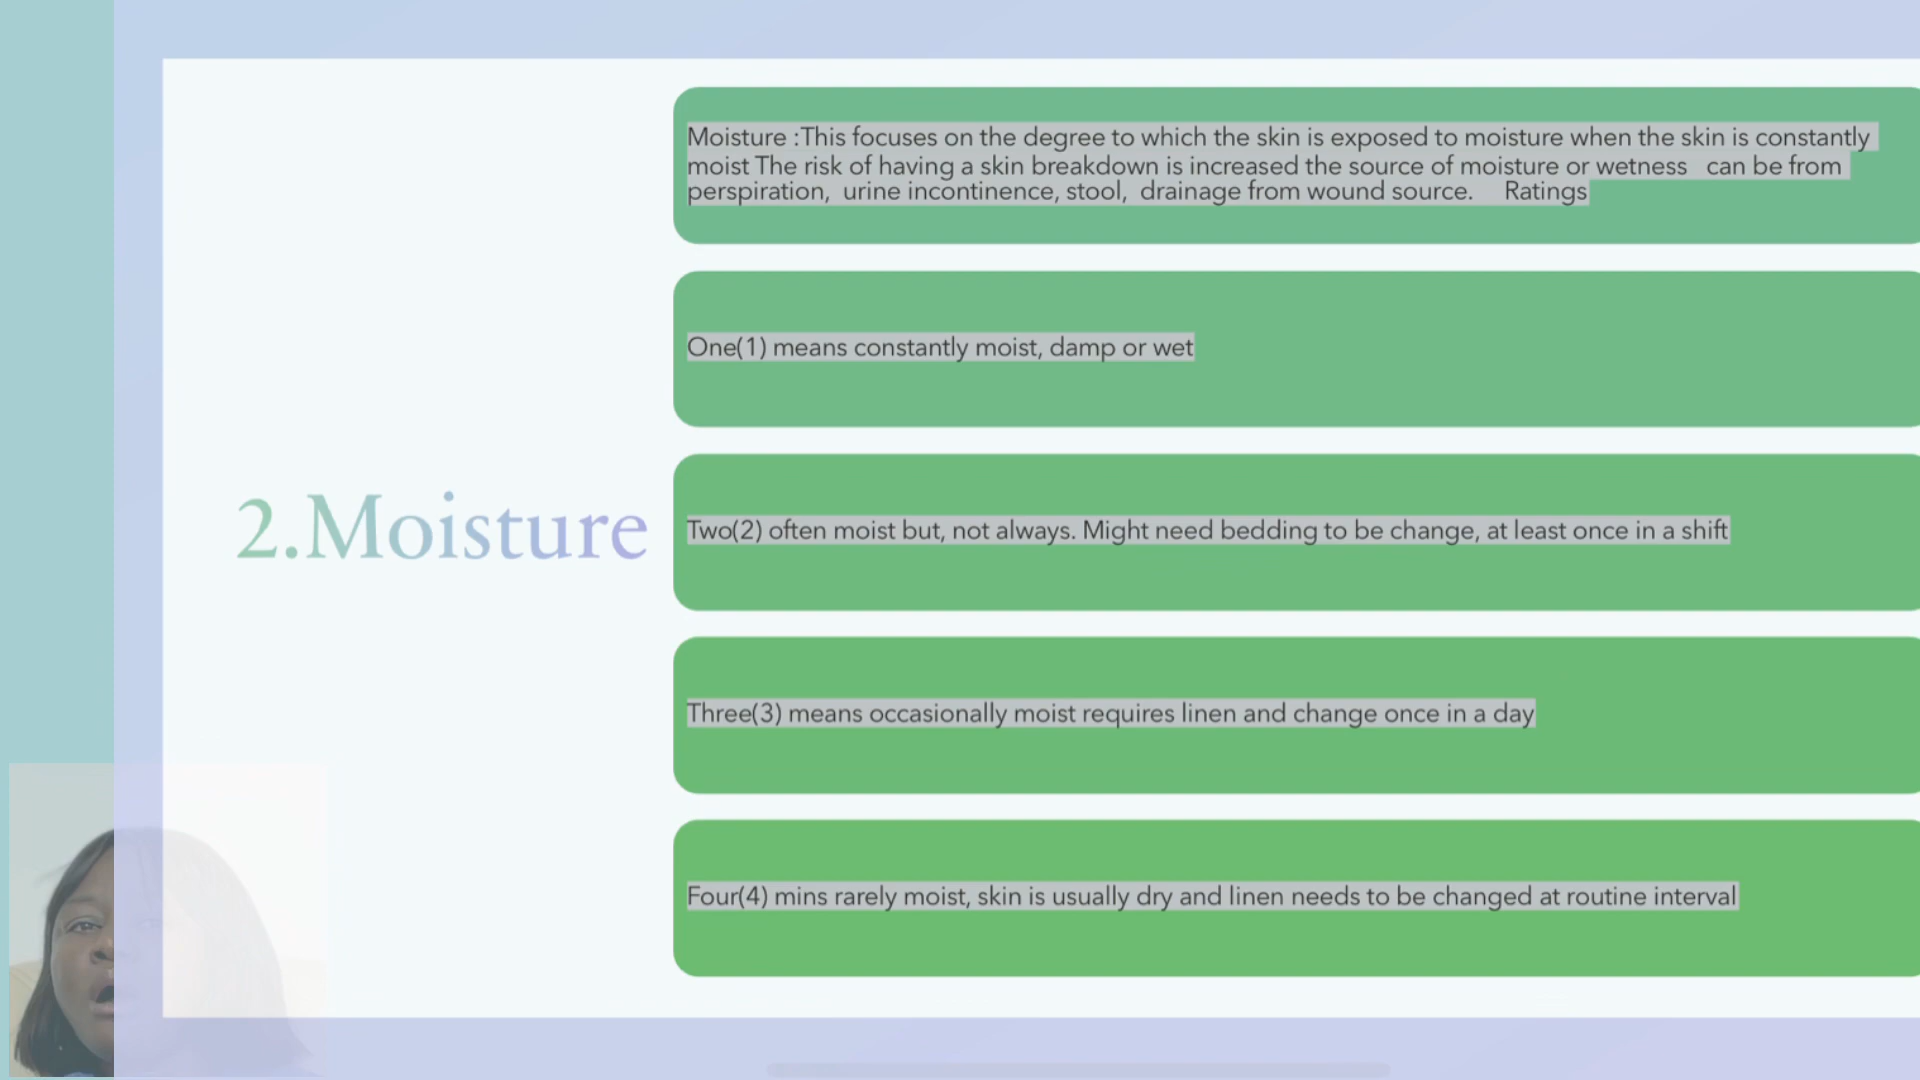 2.Moisture
Moisture :This focuses on the degree to which the skin is exposed to moisture when the skin is constantly
moist The risk of having a skin breakdown is increased the source of moisture or wetness   can be from
perspiration,  urine incontinence, stool,  drainage from wound source.    Ratings
One(1) means constantly moist, damp or wet
Two(2) often moist but, not always. Might need bedding to be change, at least once in a shift
Three(3) means occasionally moist requires linen and change once in a day
Four(4) mins rarely moist, skin is usually dry and linen needs to be changed at routine interval